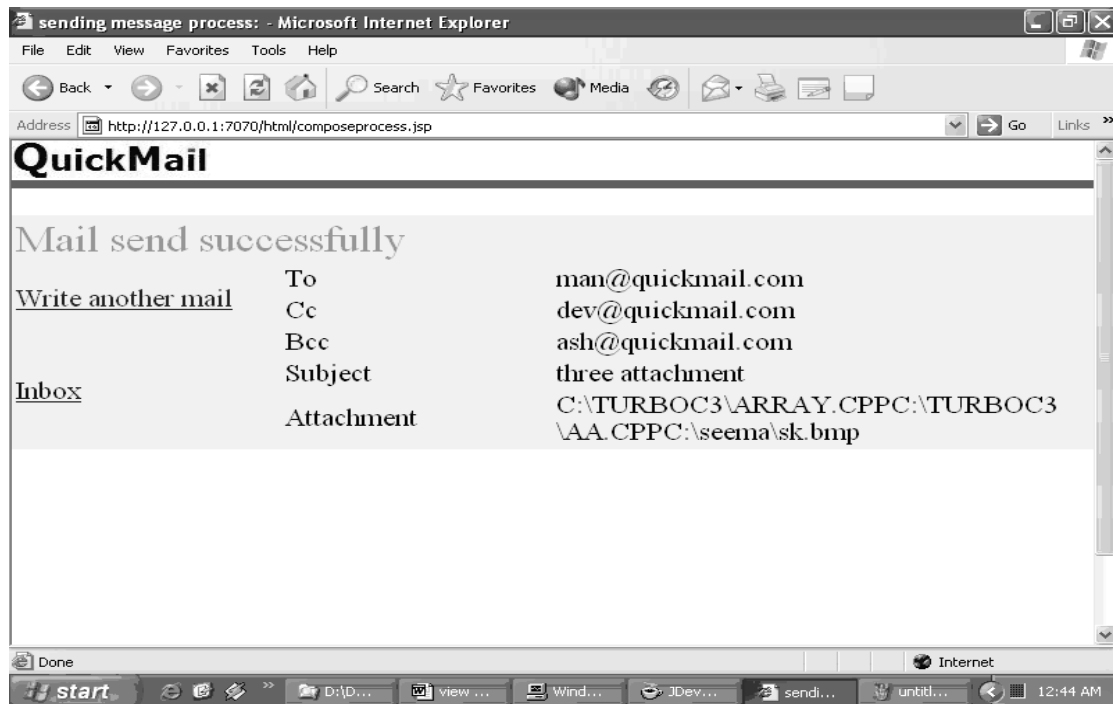 sending message process: - Microsoft Internet Explorer
File Edit View Favorites Tools Help
Back Search Favorites Media
Address http://127.0.0.1:7070/html/composeprocess.jsp Go Links »
QuickMail
Mail send successfully
Write another mail
Inbox
To man@quickmail.com
Cc dev@quickmail.com
Bcc ash@quickmail.com
Subject three attachment
Attachment C:\TURBOC3\ARRAY.CPPC:\TURBOC3
\AA.CPPC:\seema\sk.bmp
Done Internet
start » D:\D... view ... Wind... JDev... sendi... untitl... 12:44 AM